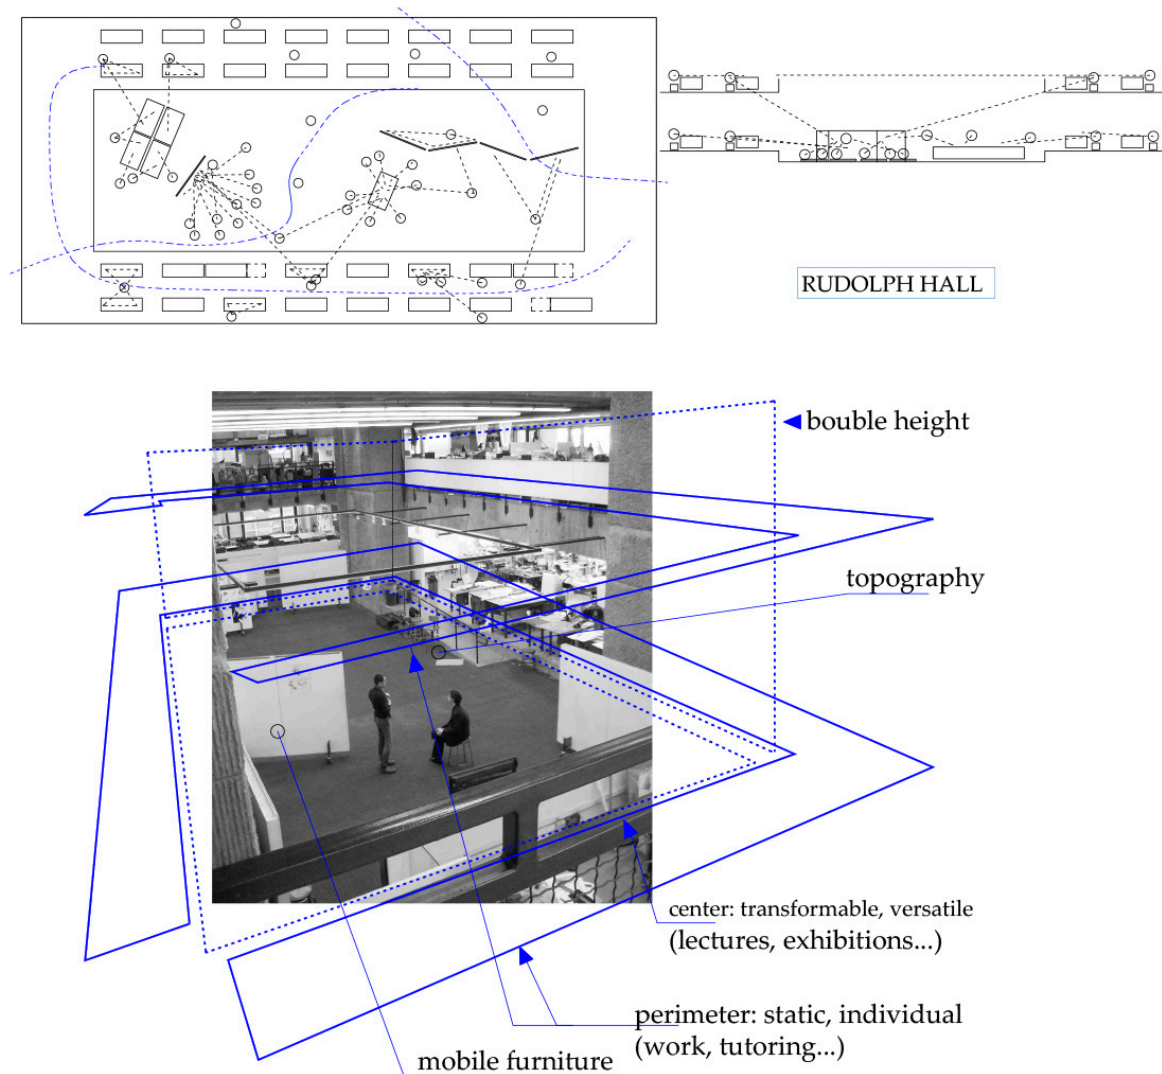 RUDOLPH HALL
bouble height
topography
center: transformable, versatile
(lectures, exhibitions...)
perimeter: static, individual
(work, tutoring...)
mobile furniture